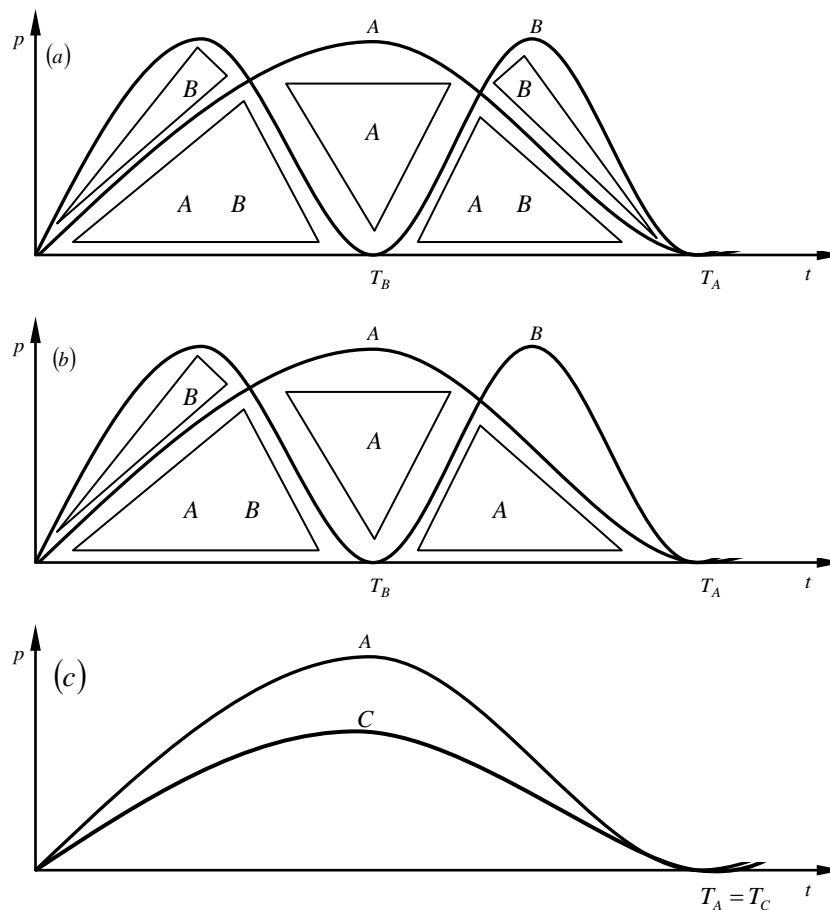 p (a) A B
B B
A
A B A B
T_B T_A t
p (b) A B
B
A
A B A
T_B T_A t
p (c) A
C
T_A = T_C t